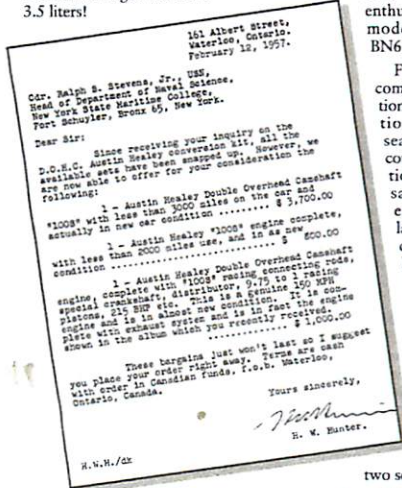 3.5 liters!
161 Albert Street,
Waterloo, Ontario.
February 12, 1957.
Cdr. Ralph S. Stevens, Jr., USN,
Head of Department of Naval Science,
New York State Maritime College,
Fort Schuyler, Bronx 65, New York.
Dear Sir:
Since receiving your inquiry on the
D.O.H.C. Austin Healey conversion kit, all the
available sets have been snapped up. However, we
are now able to offer for your consideration the
following:
1 - Austin Healey Double Overhead Camshaft
"100S" with less than 3000 miles on the car and
actually in new car condition ........ $ 3,700.00
1 - Austin Healey "100S" engine complete,
with less than 2000 miles use, and in as new
condition .......................... $ 800.00
1 - Austin Healey Double Overhead Camshaft
engine, complete with "100S" racing connecting rods,
special crankshaft, distributor, 9.75 to 1 racing
pistons, 215 BHP etc. This is a genuine 150 MPH
engine and is in almost new condition. It is com-
plete with exhaust system and is in fact the engine
shown in the album which you recently received.
.............. $ 1,000.00
These bargains just won't last so I suggest
you place your order right away. Terms are cash
with order in Canadian funds, f.o.b. Waterloo,
Ontario, Canada.
Yours sincerely,
H. W. Hunter.
H.W.H./dk
enthu
mode
BN6
F
com
tion
tion
sea
co
tio
sa
e
l
two se